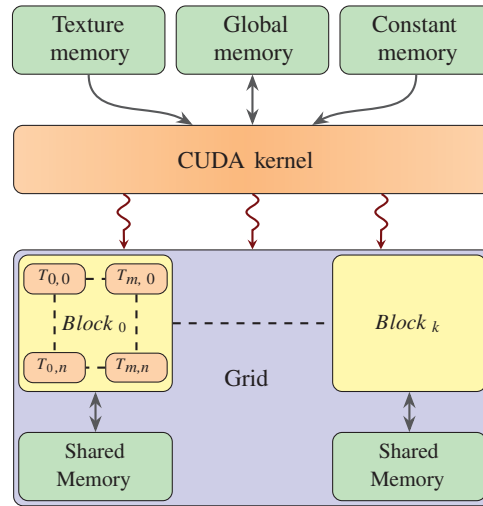 Texture memory
Global memory
Constant memory
CUDA kernel
T0,0
Tm,0
Block 0
Block k
T0,n
Tm,n
Grid
Shared Memory
Shared Memory